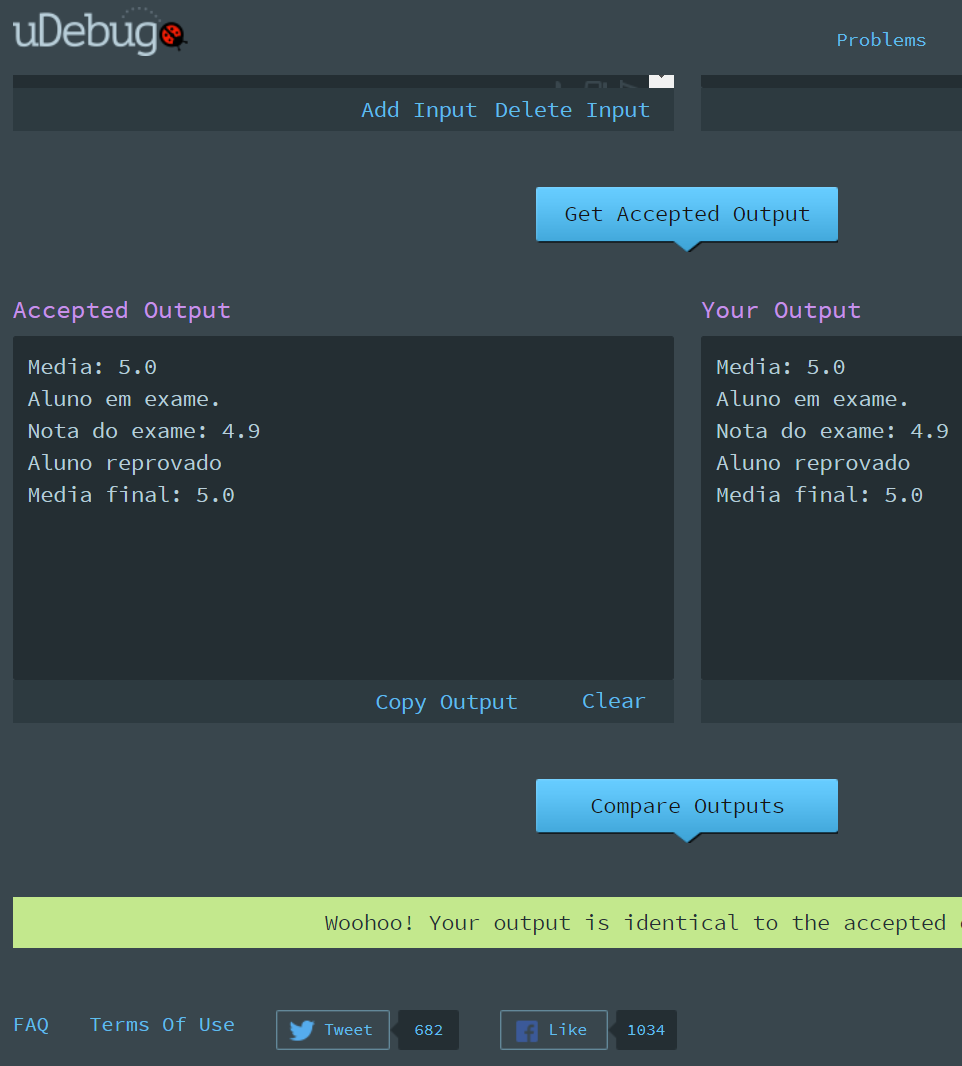 uDebug
Problems
Add Input Delete Input
Get Accepted Output
Accepted Output
Media: 5.0
Aluno em exame.
Nota do exame: 4.9
Aluno reprovado
Media final: 5.0
Copy Output Clear
Your Output
Media: 5.0
Aluno em exame.
Nota do exame: 4.9
Aluno reprovado
Media final: 5.0
Compare Outputs
Woohoo! Your output is identical to the accepted
FAQ Terms Of Use Tweet 682 Like 1034